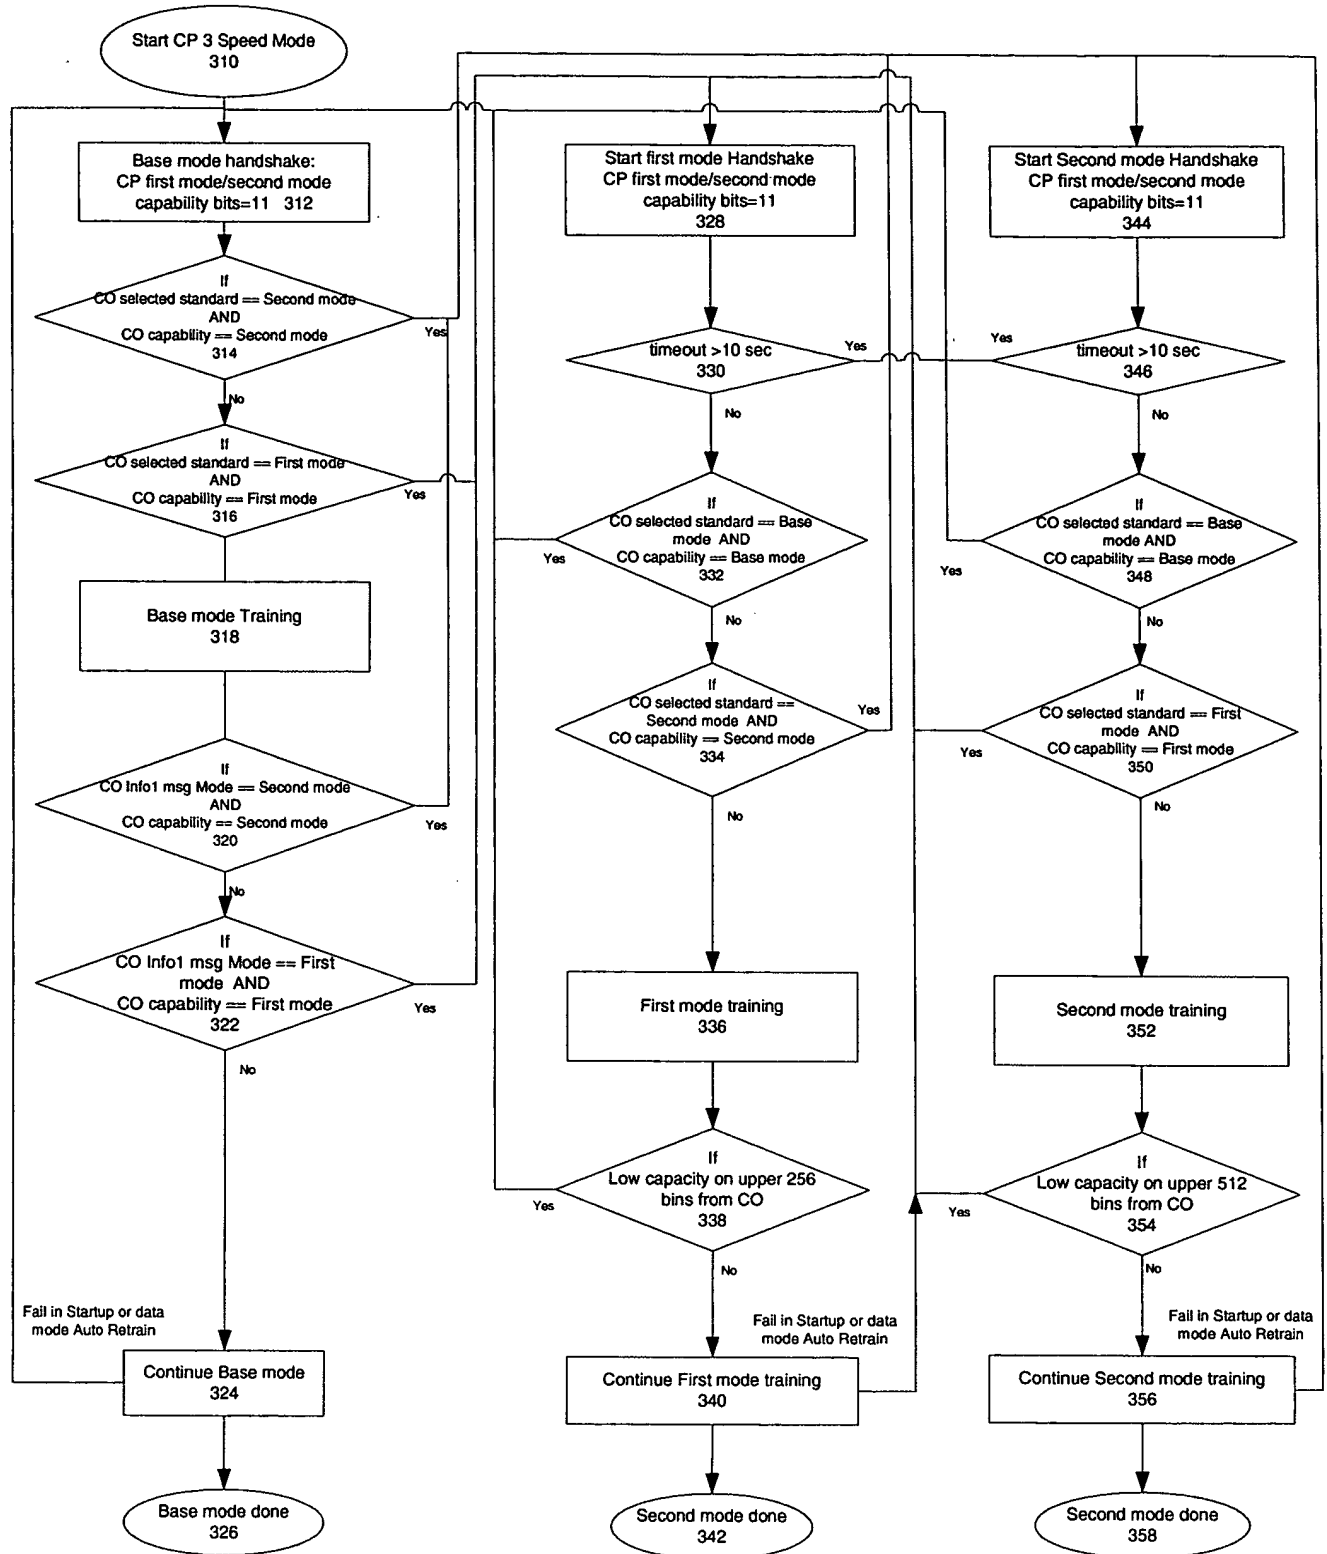 Start CP 3 Speed Mode
310
Base mode handshake:
CP first mode/second mode
capability bits=11 312
If
CO selected standard == Second mode
AND
CO capability == Second mode
314
Yes
No
If
CO selected standard == First mode
AND
CO capability == First mode
316
Yes
Base mode Training
318
If
CO Info1 msg Mode == Second mode
AND
CO capability == Second mode
320
Yes
No
If
CO Info1 msg Mode == First
mode AND
CO capability == First mode
322
Yes
No
Fail in Startup or data
mode Auto Retrain
Continue Base mode
324
Base mode done
326
Start first mode Handshake
CP first mode/second mode
capability bits=11
328
timeout >10 sec
330
Yes
No
If
CO selected standard == Base
mode AND
CO capability == Base mode
332
Yes
No
If
CO selected standard ==
Second mode AND
CO capability == Second mode
334
Yes
No
First mode training
336
If
Low capacity on upper 256
bins from CO
338
Yes
No
Fail in Startup or data
mode Auto Retrain
Continue First mode training
340
Second mode done
342
Start Second mode Handshake
CP first mode/second mode
capability bits=11
344
Yes
timeout >10 sec
346
No
If
CO selected standard == Base
mode AND
CO capability == Base mode
348
Yes
No
If
CO selected standard == First
mode AND
CO capability == First mode
350
Yes
No
Second mode training
352
If
Low capacity on upper 512
bins from CO
354
Yes
No
Fail in Startup or data
mode Auto Retrain
Continue Second mode training
356
Second mode done
358